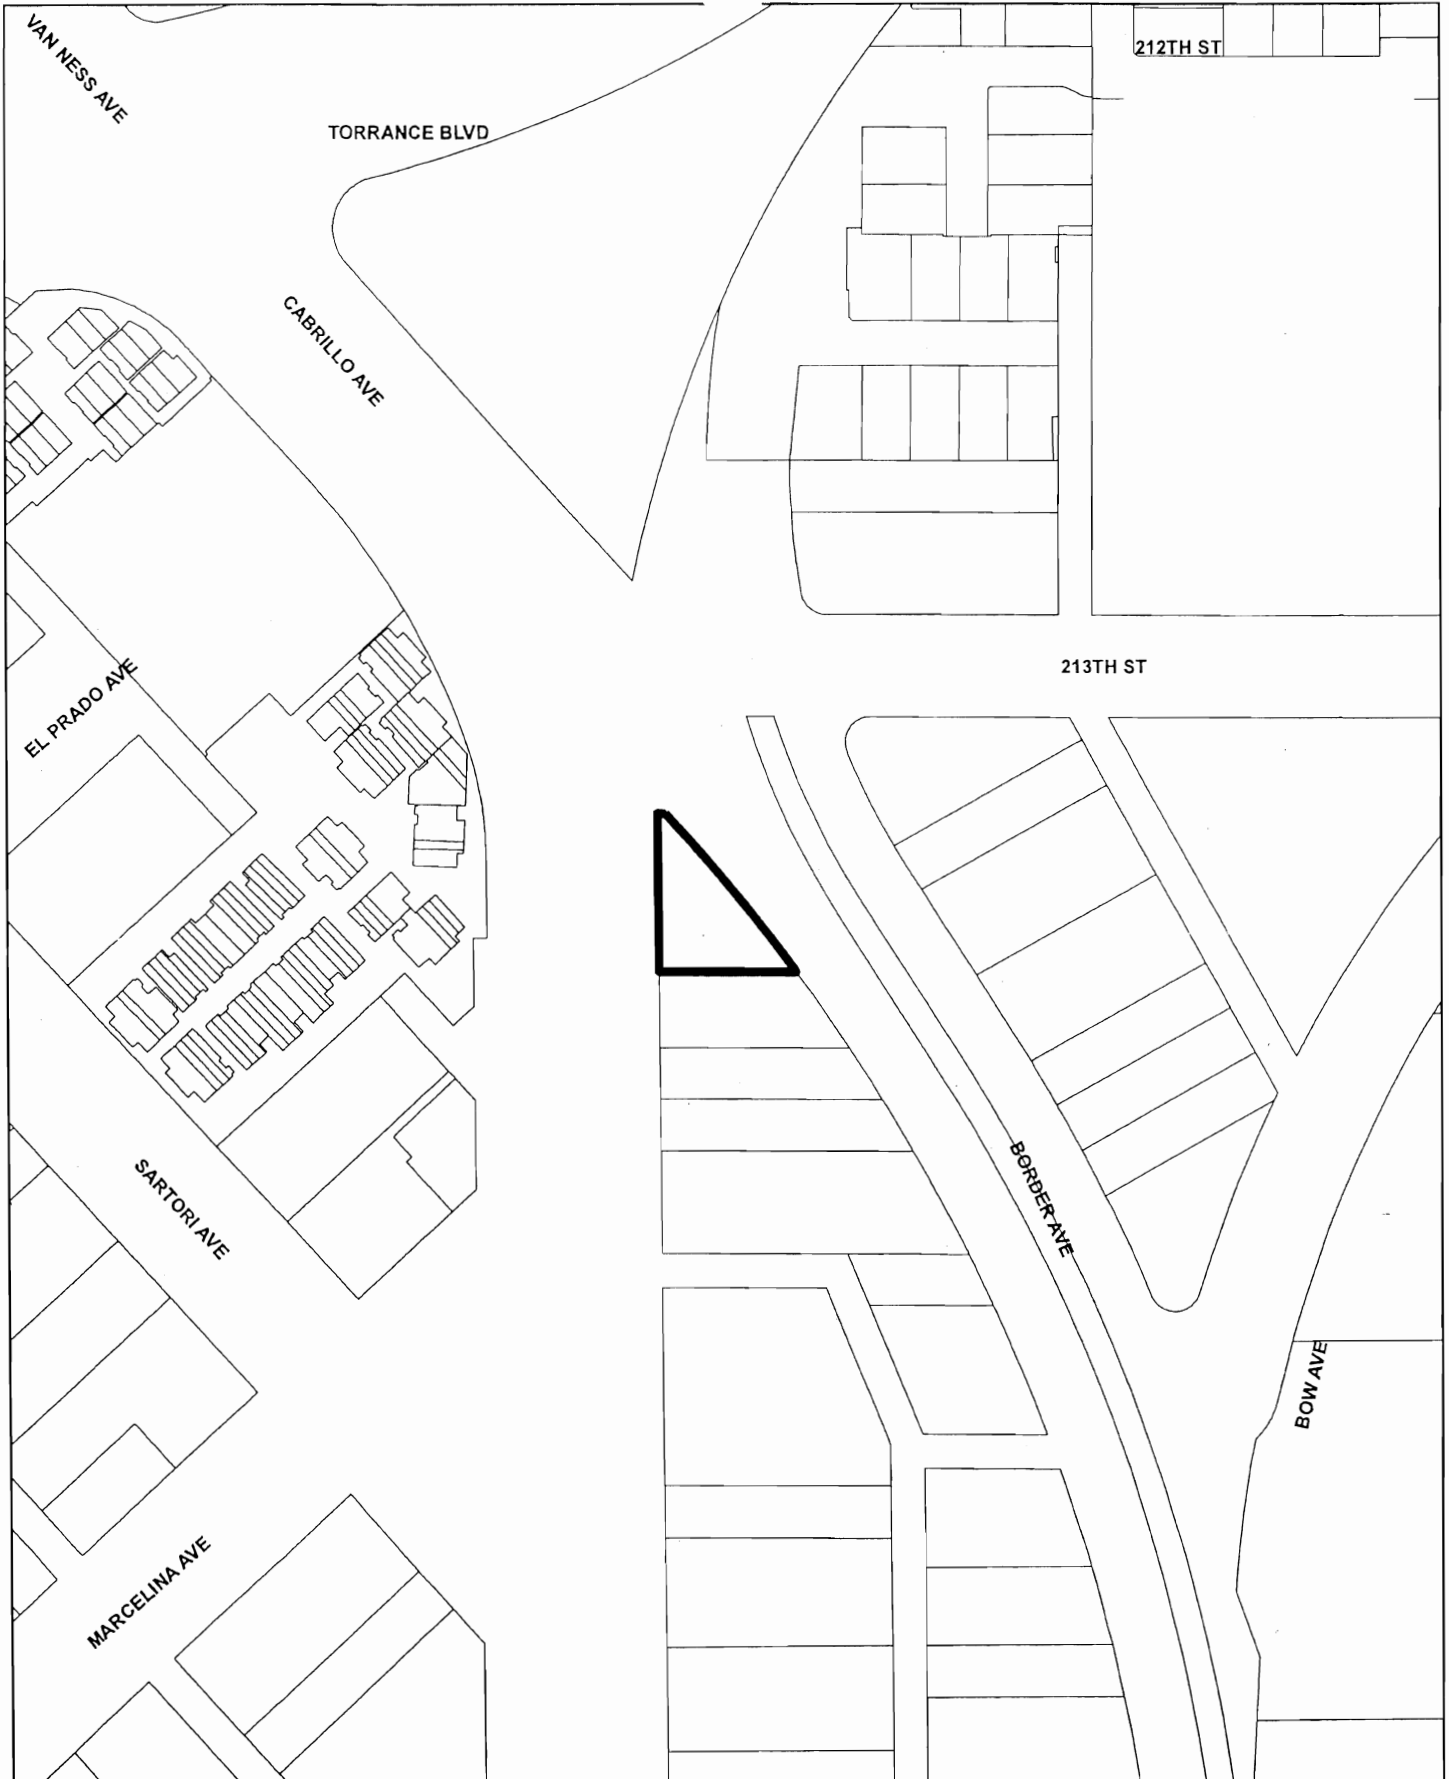 VAN NESS AVE
212TH ST
TORRANCE BLVD
CABRILLO AVE
213TH ST
EL PRADO AVE
BORDER AVE
SARTORI AVE
BOW AVE
MARCELINA AVE